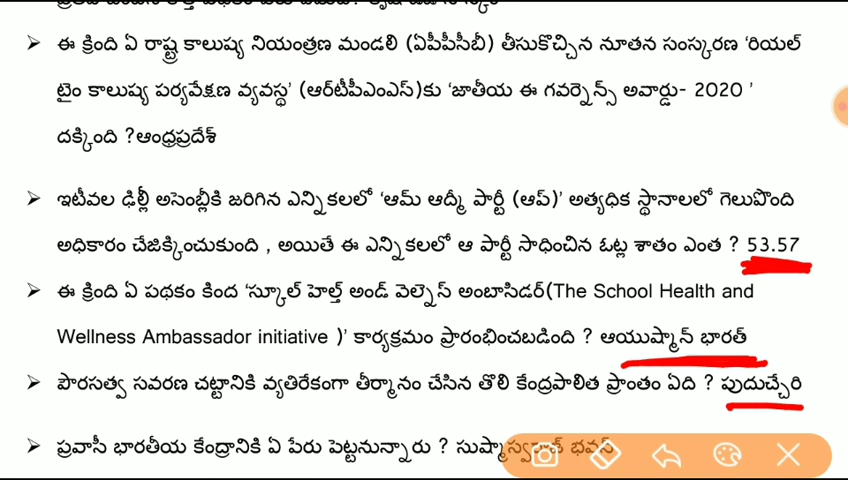 ఈ క్రింది ఏ రాష్ట్ర కాలుష్య నియంత్రణ మండలి (ఏపీపీసీబీ) తీసుకొచ్చిన నూతన సంస్కరణ ‘రియల్
టైం కాలుష్య పర్యవేక్షణ వ్యవస్థ’ (ఆర్‌టీపీఎంఎస్)కు ‘జాతీయ ఈ గవర్నెన్స్ అవార్డు- 2020 ’
దక్కింది ?ఆంధ్రప్రదేశ్
ఇటీవల ఢిల్లీ అసెంబ్లీకి జరిగిన ఎన్నికలలో ‘ఆమ్ ఆద్మీ పార్టీ (ఆప్)’ అత్యధిక స్థానాలలో గెలుపొంది
అధికారం చేజిక్కించుకుంది , అయితే ఈ ఎన్నికలలో ఆ పార్టీ సాధించిన ఓట్ల శాతం ఎంత ? 53.57
ఈ క్రింది ఏ పథకం కింద ‘స్కూల్ హెల్త్ అండ్ వెల్నెస్ అంబాసిడర్(The School Health and
Wellness Ambassador initiative )’ కార్యక్రమం ప్రారంభించబడింది ? ఆయుష్మాన్ భారత్
పౌరసత్వ సవరణ చట్టానికి వ్యతిరేకంగా తీర్మానం చేసిన తొలి కేంద్రపాలిత ప్రాంతం ఏది ? పుదుచ్చేరి
ప్రవాసీ భారతీయ కేంద్రానికి ఏ పేరు పెట్టనున్నారు ? సుష్మాస్వరాజ్ భవన్